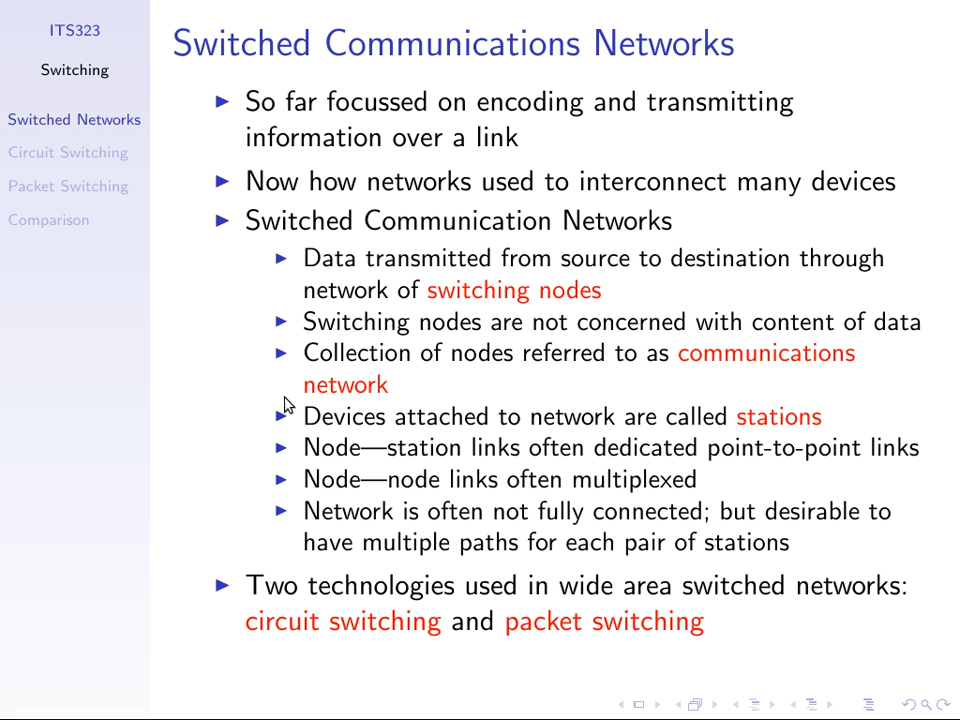 ITS323
Switching
Switched Networks
Circuit Switching
Packet Switching
Comparison
Switched Communications Networks
So far focussed on encoding and transmitting
information over a link
Now how networks used to interconnect many devices
Switched Communication Networks
Data transmitted from source to destination through
network of switching nodes
Switching nodes are not concerned with content of data
Collection of nodes referred to as communications
network
Devices attached to network are called stations
Node—station links often dedicated point-to-point links
Node—node links often multiplexed
Network is often not fully connected; but desirable to
have multiple paths for each pair of stations
Two technologies used in wide area switched networks:
circuit switching and packet switching